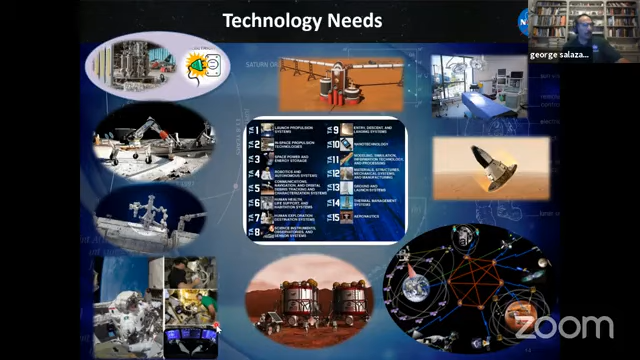 Technology Needs
george salaza...
SATURN
TA 1 LAUNCH PROPULSION SYSTEMS
TA 2 IN-SPACE PROPULSION TECHNOLOGIES
TA 3 SPACE POWER AND ENERGY STORAGE
TA 4 ROBOTICS AND AUTONOMOUS SYSTEMS
TA 5 COMMUNICATIONS, NAVIGATION, AND ORBITAL DEBRIS TRACKING AND CHARACTERIZATION SYSTEMS
TA 6 HUMAN HEALTH, LIFE SUPPORT, AND HABITATION SYSTEMS
TA 7 HUMAN EXPLORATION DESTINATION SYSTEMS
TA 8 SCIENCE INSTRUMENTS, OBSERVATORIES, AND SENSOR SYSTEMS
TA 9 ENTRY, DESCENT, AND LANDING SYSTEMS
TA 10 NANOTECHNOLOGY
TA 11 MODELING, SIMULATION, INFORMATION TECHNOLOGY, AND PROCESSING
TA 12 MATERIALS, STRUCTURES, MECHANICAL SYSTEMS, AND MANUFACTURING
TA 13 GROUND AND LAUNCH SYSTEMS
TA 14 THERMAL MANAGEMENT SYSTEMS
TA 15 AERONAUTICS
zoom